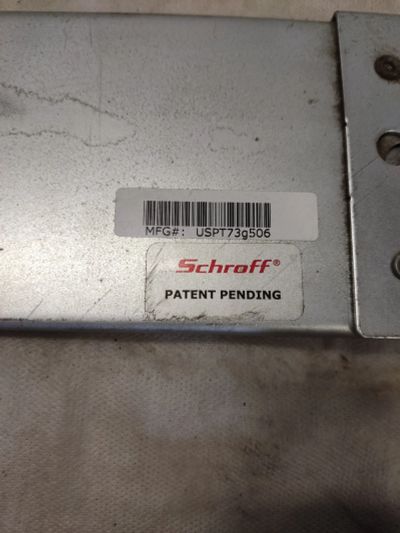 MFG#: USPT73g506
Schroff®
PATENT PENDING